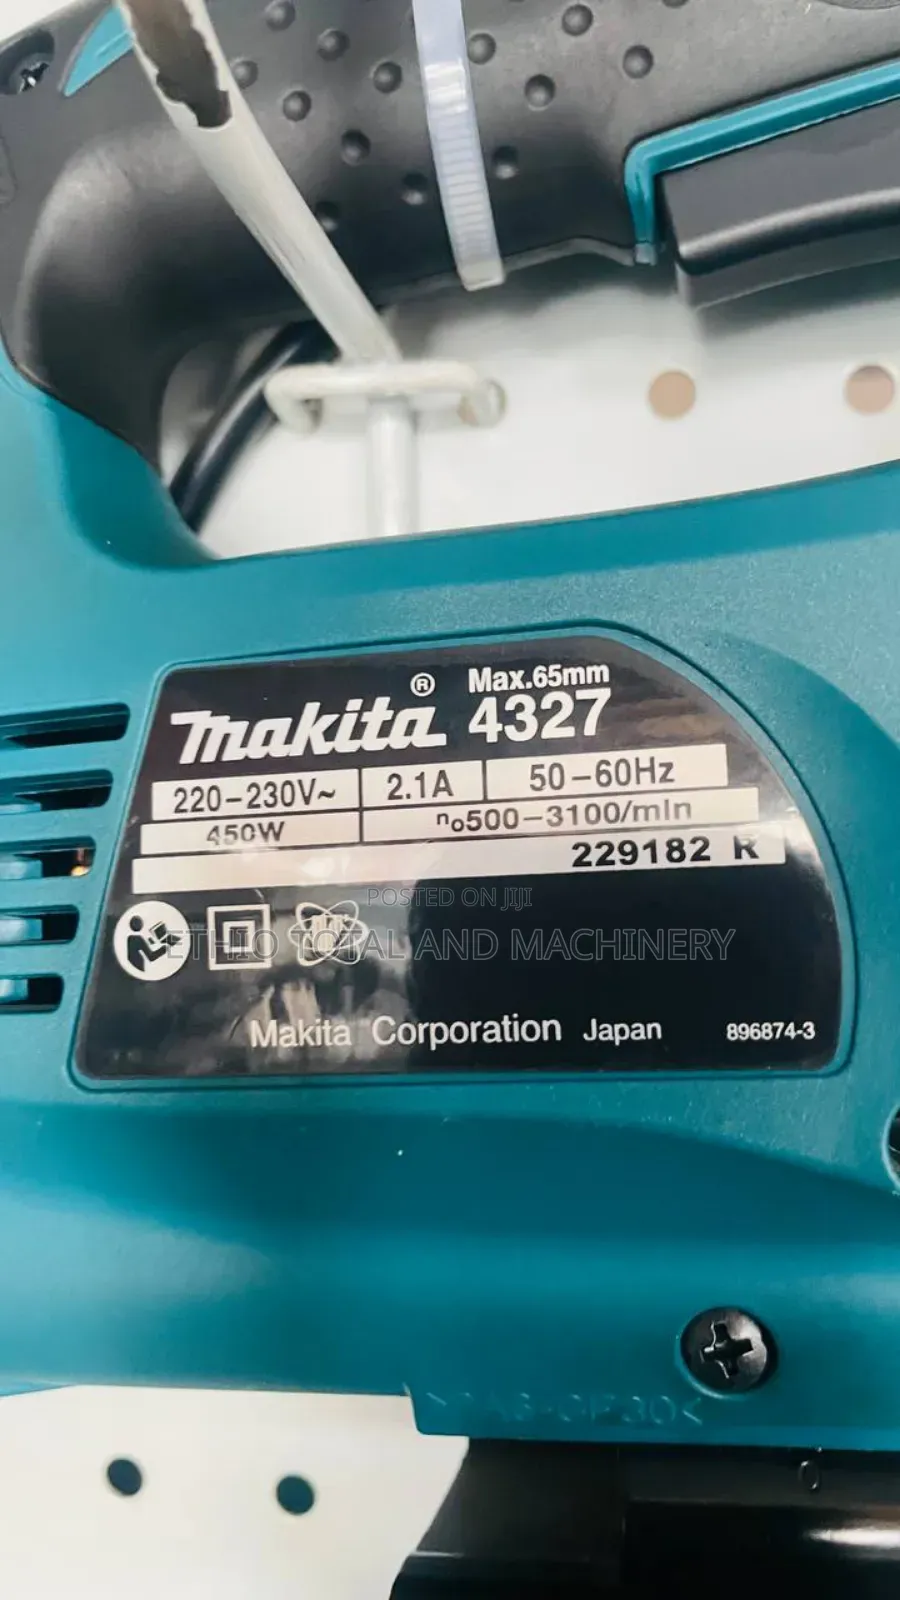 Makita® Max.65mm
4327
220-230V~ 2.1A 50-60Hz
450W no500-3100/min
229182 R
POSTED ON JIJI
ETHIO TOTAL AND MACHINERY
Makita Corporation Japan 896874-3